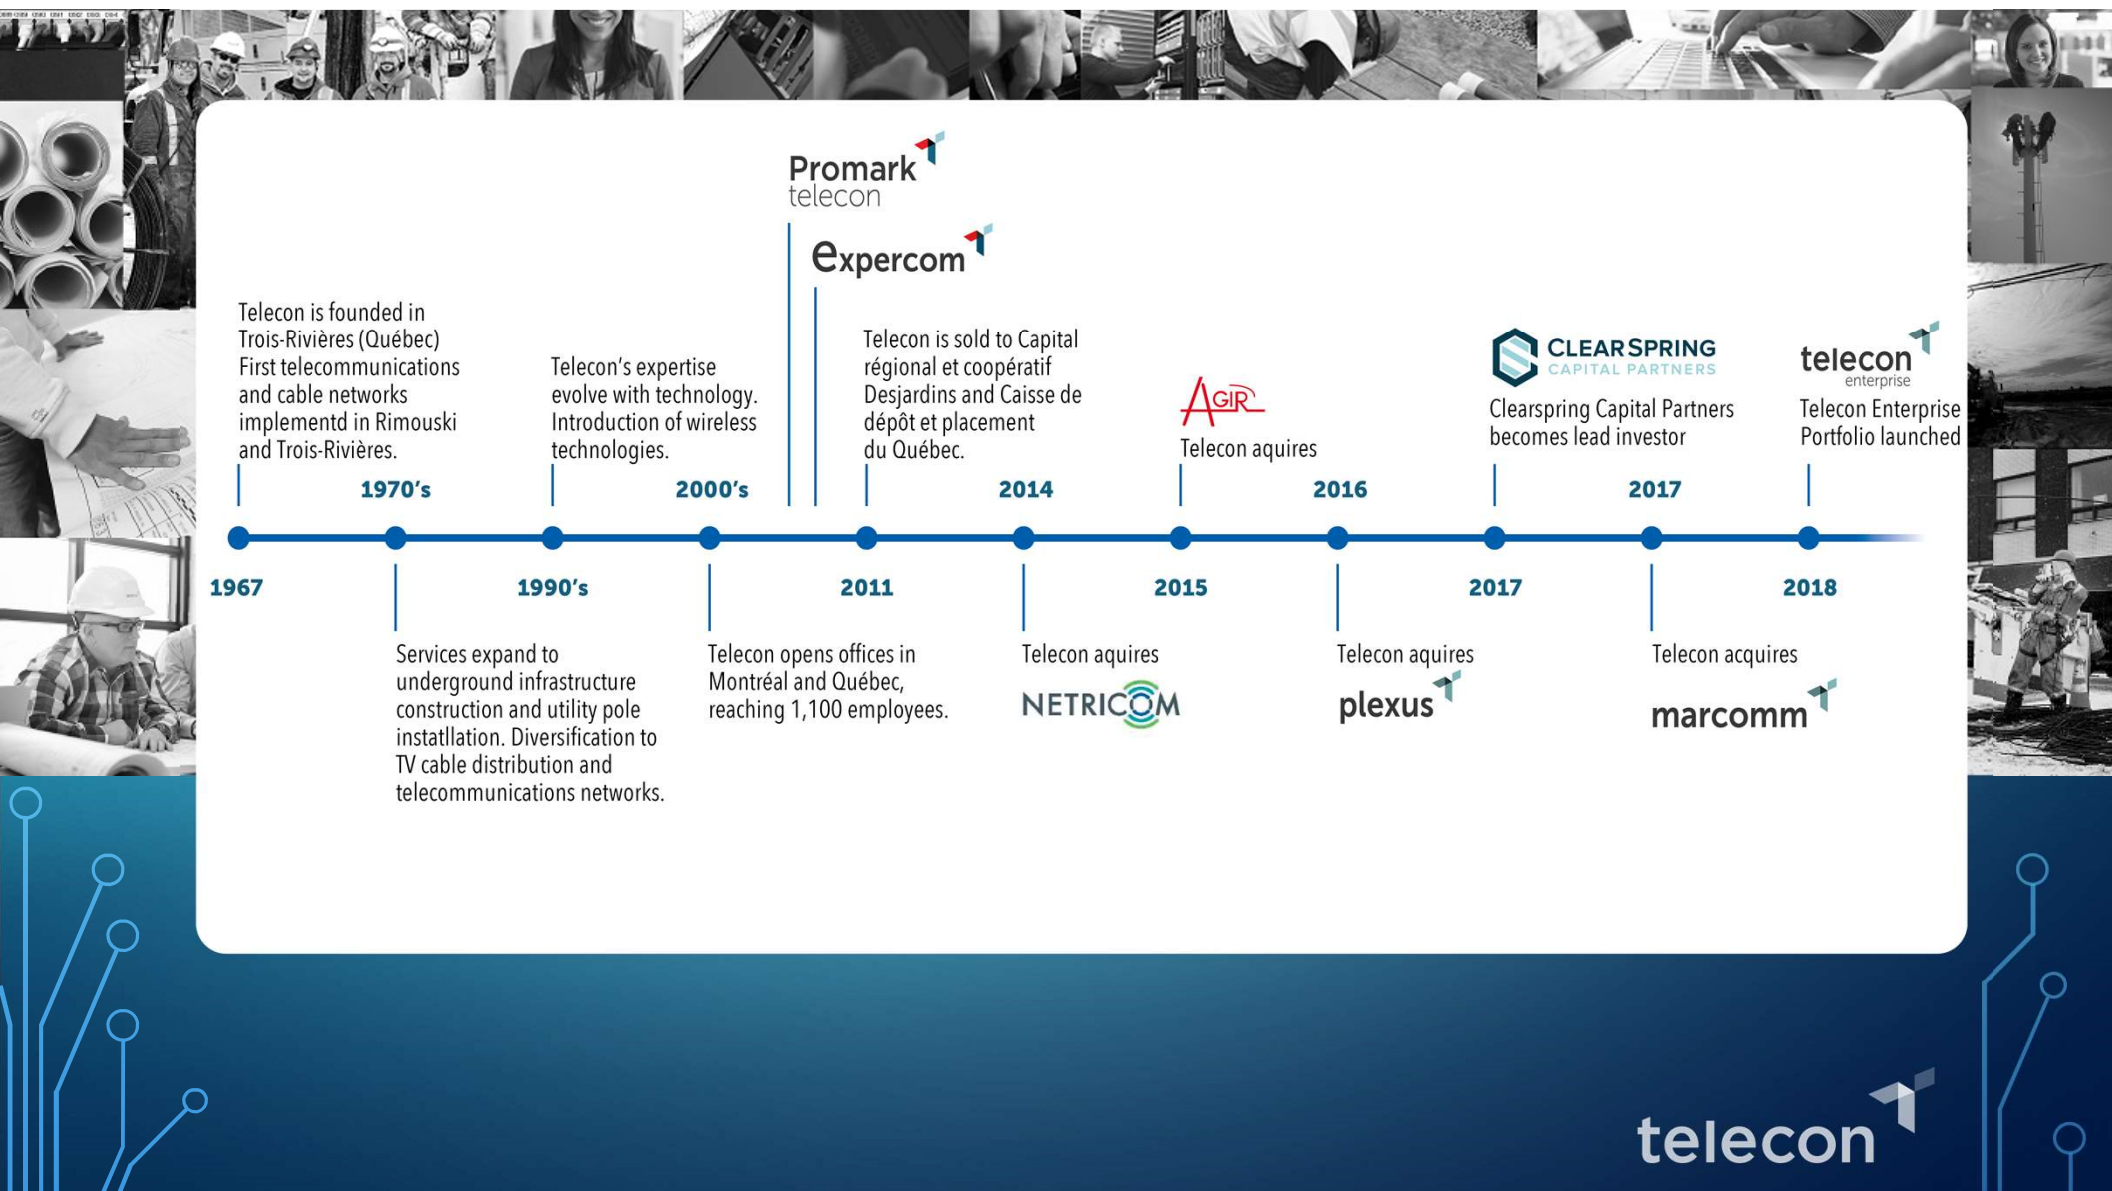 Promark
telecon
expercom
Telecon is founded in
Trois-Rivières (Québec)
First telecommunications
and cable networks
implementd in Rimouski
and Trois-Rivières.
Telecon's expertise
evolve with technology.
Introduction of wireless
technologies.
Telecon is sold to Capital
régional et coopératif
Desjardins and Caisse de
dépôt et placement
du Québec.
AGIR
Telecon aquires
CLEARSPRING
CAPITAL PARTNERS
Clearspring Capital Partners
becomes lead investor
telecon
enterprise
Telecon Enterprise
Portfolio launched
1970's
2000's
2014
2016
2017
1967
1990's
2011
2015
2017
2018
Services expand to
underground infrastructure
construction and utility pole
instatllation. Diversification to
TV cable distribution and
telecommunications networks.
Telecon opens offices in
Montréal and Québec,
reaching 1,100 employees.
Telecon aquires
NETRICOM
Telecon aquires
plexus
Telecon acquires
marcomm
telecon